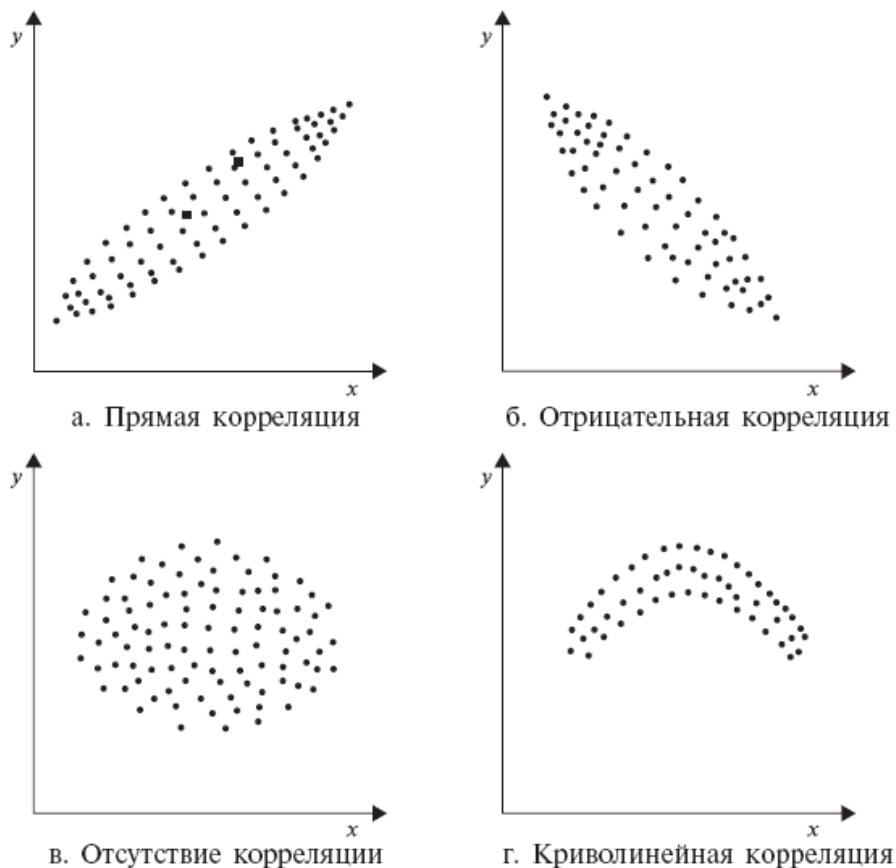 y
y
x
x
а. Прямая корреляция
б. Отрицательная корреляция
y
y
x
x
в. Отсутствие корреляции
г. Криволинейная корреляция